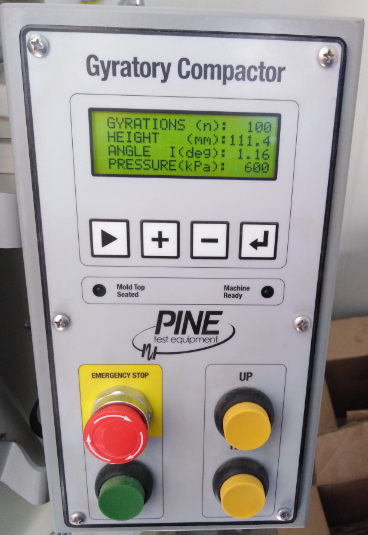 Gyratory Compactor
GYRATIONS (n): 100
HEIGHT (mm):111.4
ANGLE I(deg): 1.16
PRESSURE(kPa): 600
Mold Top
Seated
Machine
Ready
PINE
test equipment
EMERGENCY STOP
UP